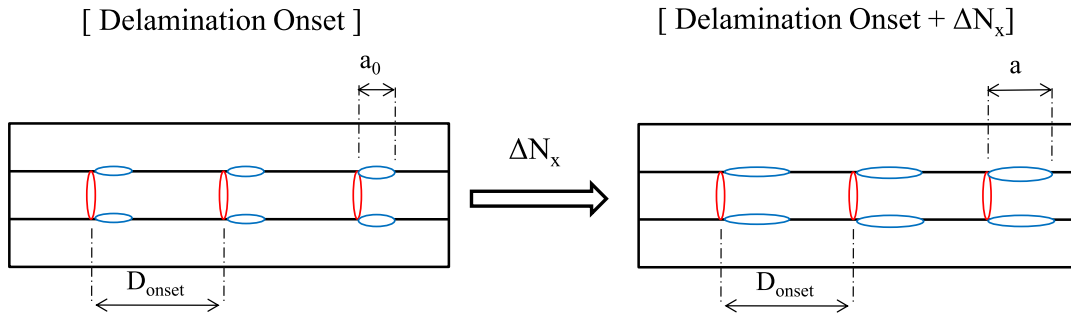 [ Delamination Onset ]
[ Delamination Onset + ΔNₓ]
a₀
a
ΔNₓ
Dₒₙₛₑₜ
Dₒₙₛₑₜ